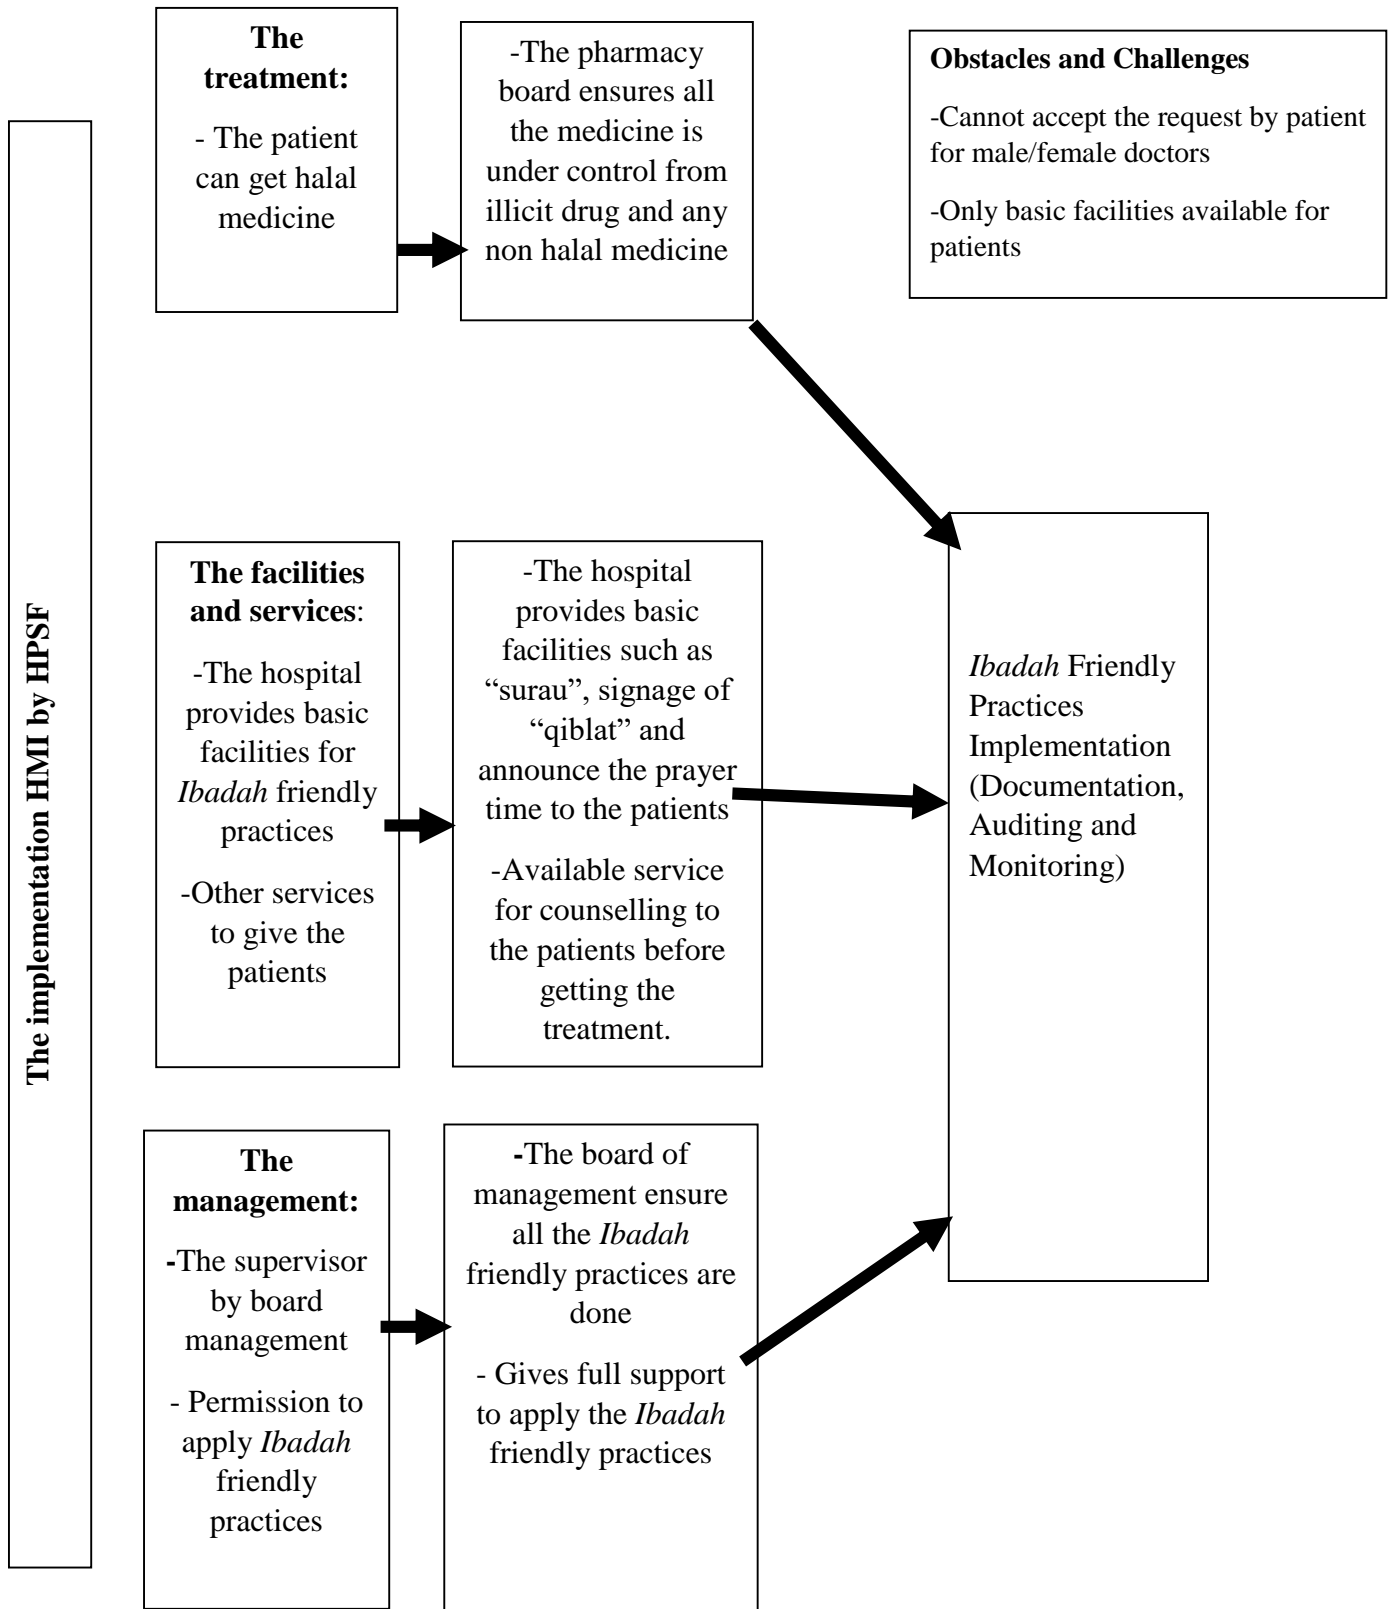 The implementation HMI by HPSF
The
treatment:
- The patient
can get halal
medicine
-The pharmacy
board ensures all
the medicine is
under control from
illicit drug and any
non halal medicine
Obstacles and Challenges
-Cannot accept the request by patient
for male/female doctors
-Only basic facilities available for
patients
The facilities
and services:
-The hospital
provides basic
facilities for
Ibadah friendly
practices
-Other services
to give the
patients
-The hospital
provides basic
facilities such as
“surau”, signage of
“qiblat” and
announce the prayer
time to the patients
-Available service
for counselling to
the patients before
getting the
treatment.
Ibadah Friendly
Practices
Implementation
(Documentation,
Auditing and
Monitoring)
The
management:
-The supervisor
by board
management
- Permission to
apply Ibadah
friendly
practices
-The board of
management ensure
all the Ibadah
friendly practices are
done
- Gives full support
to apply the Ibadah
friendly practices